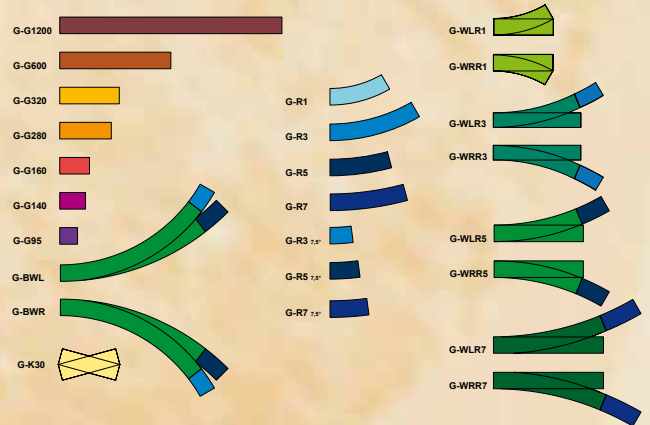 G-G1200
G-G600
G-G320
G-G280
G-G160
G-G140
G-G95
G-BWL
G-BWR
G-K30
G-R1
G-R3
G-R5
G-R7
G-R3 7,5°
G-R5 7,5°
G-R7 7,5°
G-WLR1
G-WRR1
G-WLR3
G-WRR3
G-WLR5
G-WRR5
G-WLR7
G-WRR7